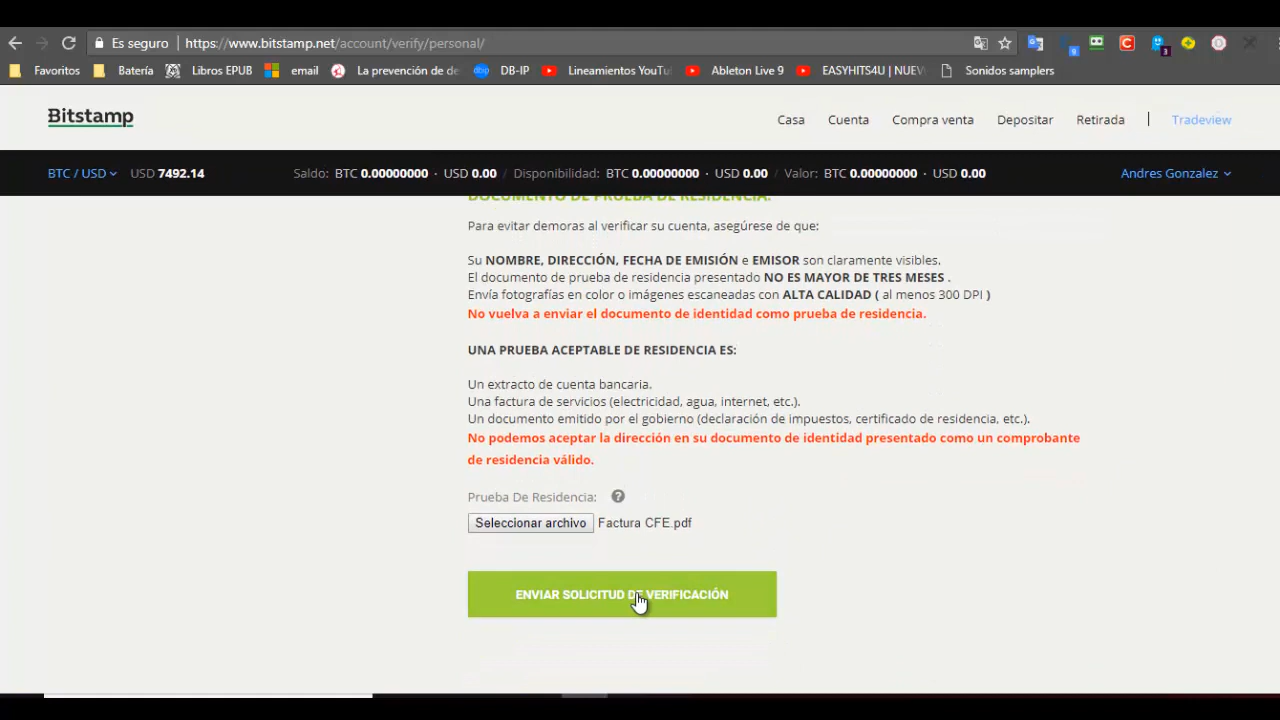 Es seguro https://www.bitstamp.net/account/verify/personal/
Favoritos Batería Libros EPUB email La prevención de de DB-IP Lineamientos YouTu Ableton Live 9 EASYHITS4U | NUEV Sonidos samplers
Bitstamp Casa Cuenta Compra venta Depositar Retirada Tradeview
BTC / USD USD 7492.14 Saldo: BTC 0.00000000 · USD 0.00 / Disponibilidad: BTC 0.00000000 · USD 0.00 / Valor: BTC 0.00000000 · USD 0.00 Andres Gonzalez
DOCUMENTO DE PRUEBA DE RESIDENCIA:
Para evitar demoras al verificar su cuenta, asegúrese de que:
Su NOMBRE, DIRECCIÓN, FECHA DE EMISIÓN e EMISOR son claramente visibles.
El documento de prueba de residencia presentado NO ES MAYOR DE TRES MESES .
Envía fotografías en color o imágenes escaneadas con ALTA CALIDAD ( al menos 300 DPI )
No vuelva a enviar el documento de identidad como prueba de residencia.
UNA PRUEBA ACEPTABLE DE RESIDENCIA ES:
Un extracto de cuenta bancaria.
Una factura de servicios (electricidad, agua, internet, etc.).
Un documento emitido por el gobierno (declaración de impuestos, certificado de residencia, etc.).
No podemos aceptar la dirección en su documento de identidad presentado como un comprobante
de residencia válido.
Prueba De Residencia: ?
Seleccionar archivo Factura CFE.pdf
ENVIAR SOLICITUD DE VERIFICACIÓN